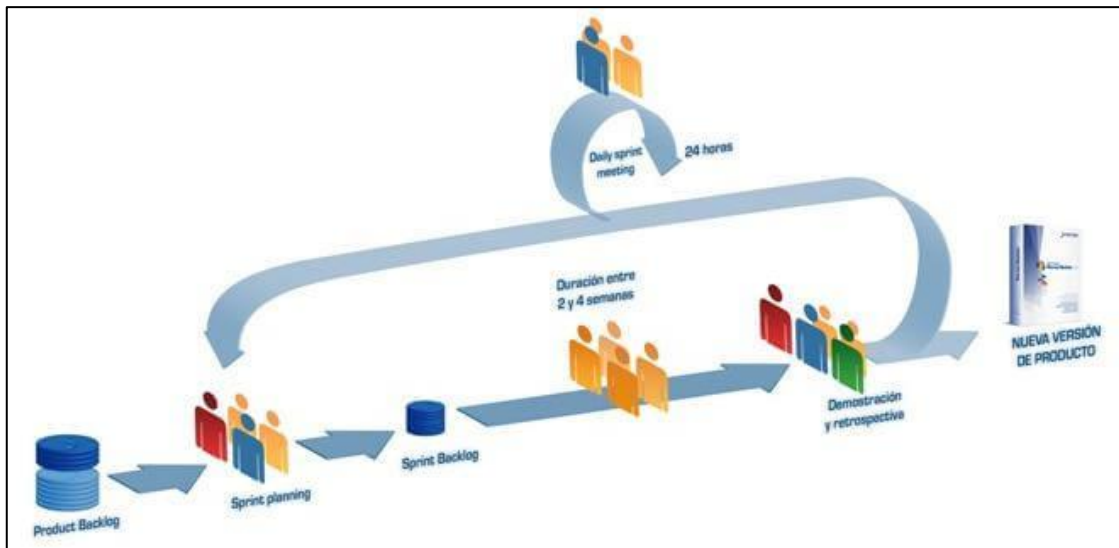 Daily sprint
meeting
24 horas
Duración entre
2 y 4 semanas
NUEVA VERSIÓN
DE PRODUCTO
Demostración
y retrospectiva
Sprint Backlog
Sprint planning
Product Backlog